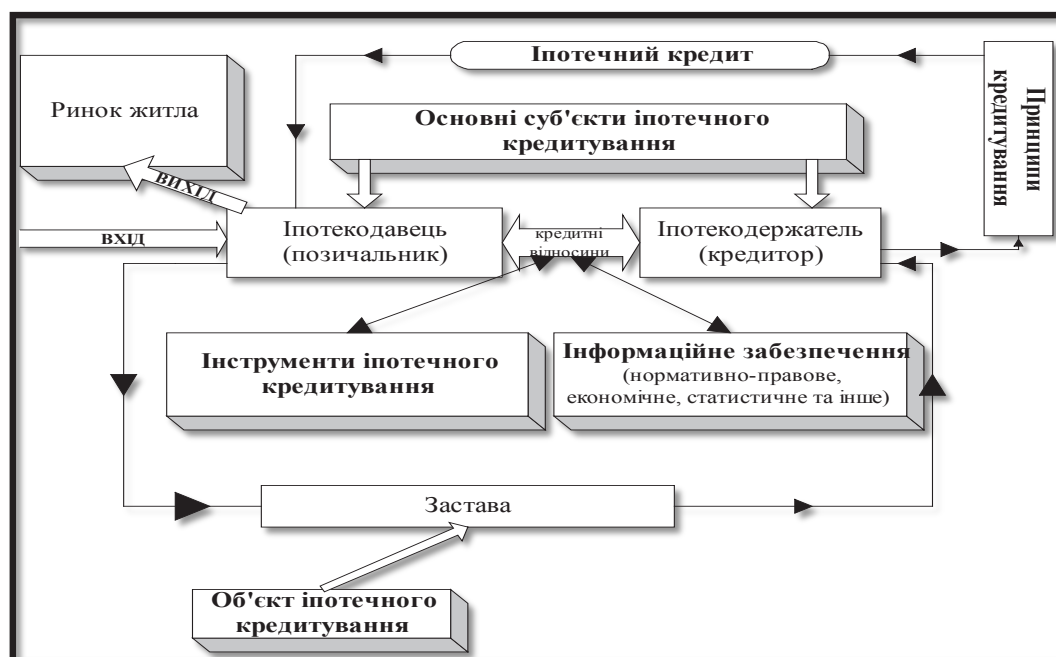 Іпотечний кредит
Принципи
кредитування
Ринок житла
Основні суб'єкти іпотечного
кредитування
ВИХІД
ВХІД
Іпотекодавець
(позичальник)
кредитні
відносини
Іпотекодержатель
(кредитор)
Інструменти іпотечного
кредитування
Інформаційне забезпечення
(нормативно-правове,
економічне, статистичне та інше)
Застава
Об'єкт іпотечного
кредитування